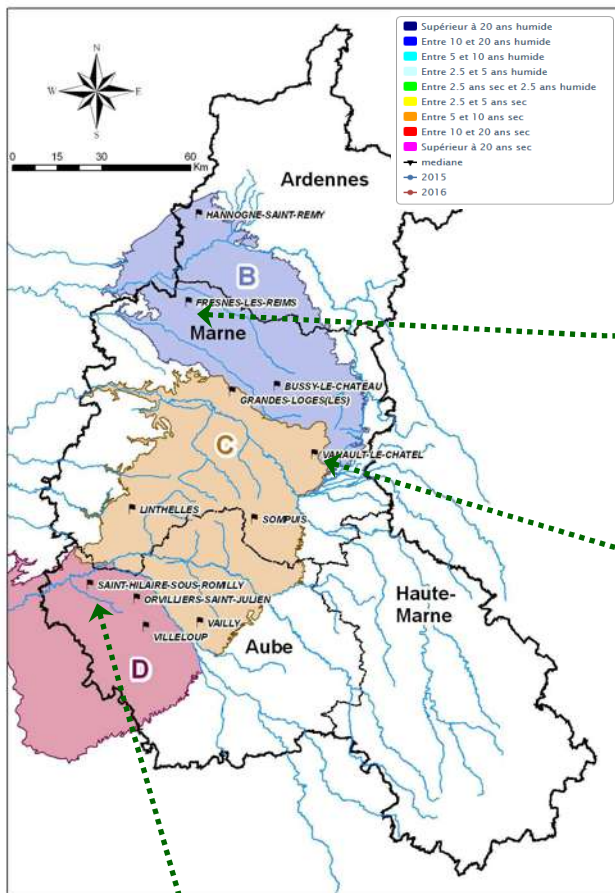 Supérieur à 20 ans humide
Entre 10 et 20 ans humide
Entre 5 et 10 ans humide
Entre 2.5 et 5 ans humide
Entre 2.5 ans sec et 2.5 ans humide
Entre 2.5 et 5 ans sec
Entre 5 et 10 ans sec
Entre 10 et 20 ans sec
Supérieur à 20 ans sec
mediane
2015
2016
N
W E
S
0 15 30 60
Km
Ardennes
HANNOGNE-SAINT-REMY
B
FRESNES-LES-REIMS
Marne
BUSSY-LE-CHATEAU
GRANDES-LOGES(LES)
C
VANAULT-LE-CHATEL
LINTHELLES
SOMPUIS
SAINT-HILAIRE-SOUS-ROMILLY
ORVILLIERS-SAINT-JULIEN
Haute-
Marne
VAILLY
VILLELOUP
Aube
D